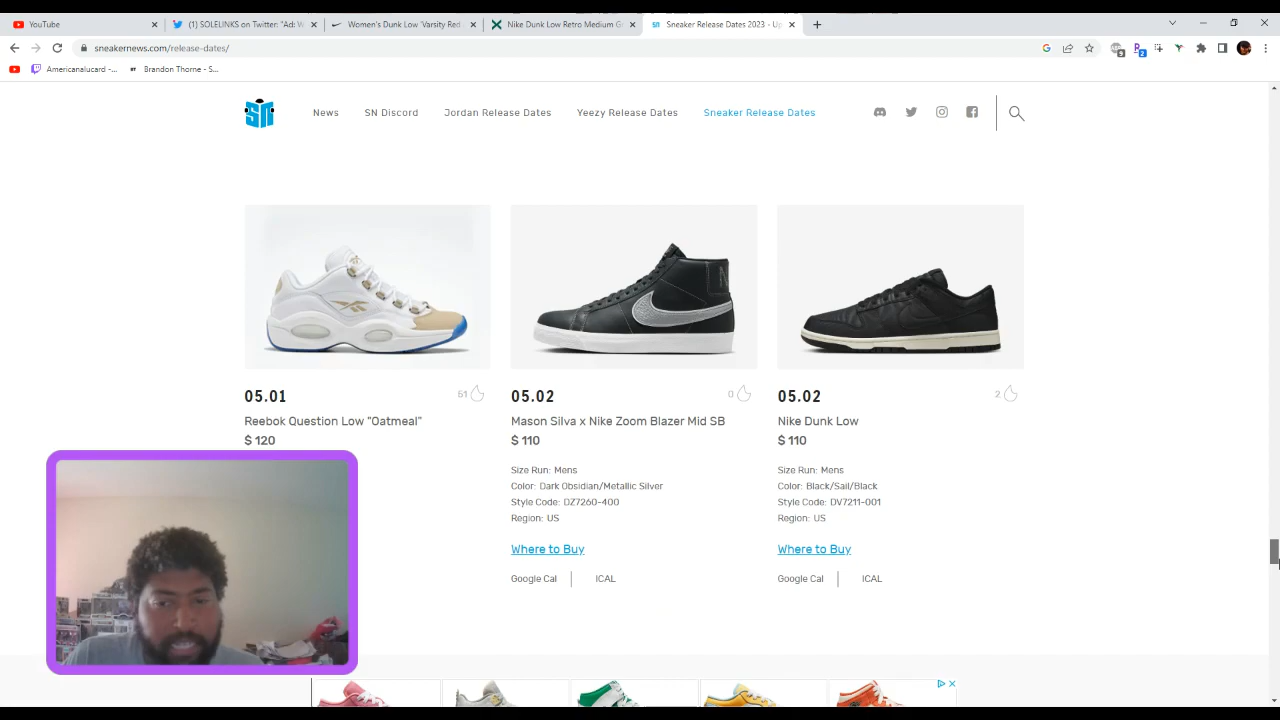 YouTube
(1) SOLELINKS on Twitter: "Ad: W
Women's Dunk Low 'Varsity Red
Nike Dunk Low Retro Medium G
Sneaker Release Dates 2023 - Up
sneakernews.com/release-dates/
Americanalucard -...
Brandon Thorne - S...
SN
News
SN Discord
Jordan Release Dates
Yeezy Release Dates
Sneaker Release Dates
05.01
51
Reebok Question Low "Oatmeal"
$ 120
05.02
0
Mason Silva x Nike Zoom Blazer Mid SB
$ 110
Size Run: Mens
Color: Dark Obsidian/Metallic Silver
Style Code: DZ7260-400
Region: US
Where to Buy
Google Cal
ICAL
05.02
2
Nike Dunk Low
$ 110
Size Run: Mens
Color: Black/Sail/Black
Style Code: DV7211-001
Region: US
Where to Buy
Google Cal
ICAL